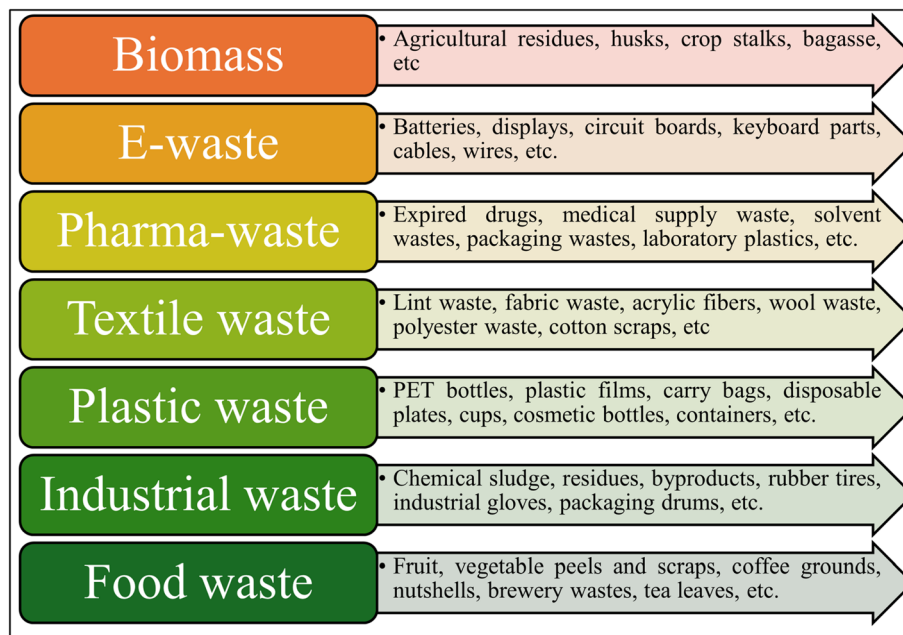 Biomass
• Agricultural residues, husks, crop stalks, bagasse,
etc
E-waste
• Batteries, displays, circuit boards, keyboard parts,
cables, wires, etc.
Pharma-waste
• Expired drugs, medical supply waste, solvent
wastes, packaging wastes, laboratory plastics, etc.
Textile waste
• Lint waste, fabric waste, acrylic fibers, wool waste,
polyester waste, cotton scraps, etc
Plastic waste
• PET bottles, plastic films, carry bags, disposable
plates, cups, cosmetic bottles, containers, etc.
Industrial waste
• Chemical sludge, residues, byproducts, rubber tires,
industrial gloves, packaging drums, etc.
Food waste
• Fruit, vegetable peels and scraps, coffee grounds,
nutshells, brewery wastes, tea leaves, etc.